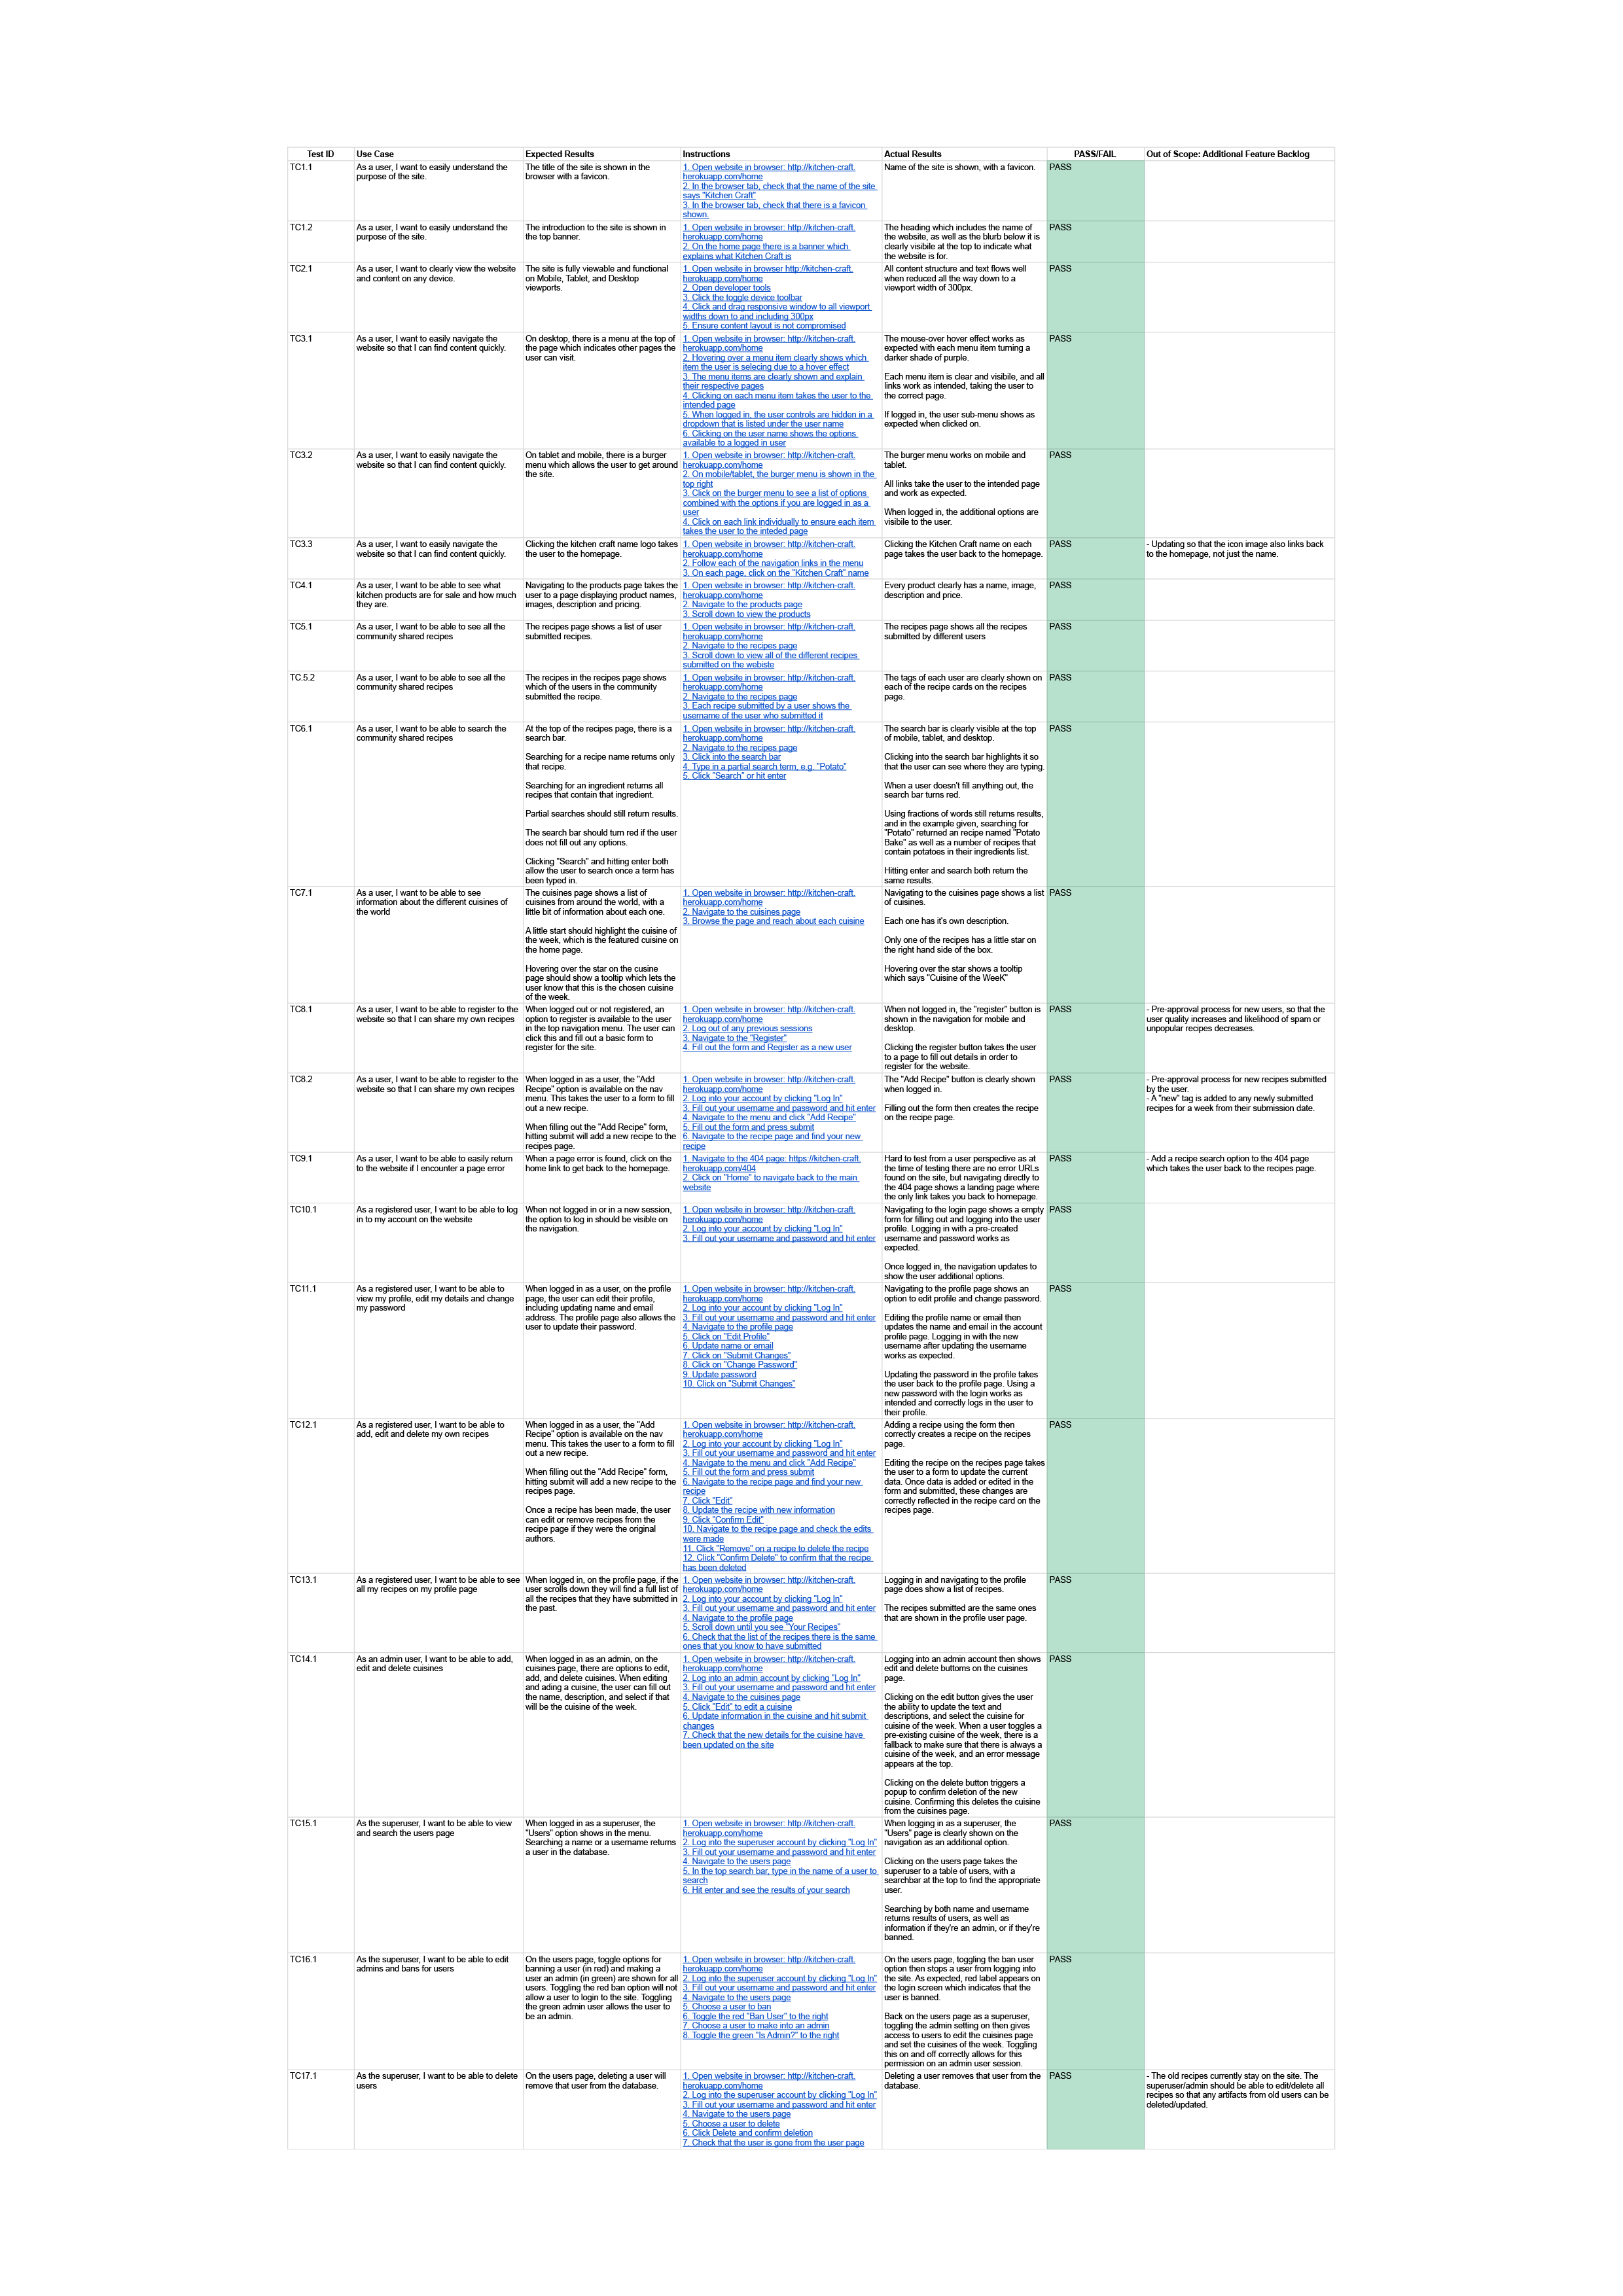 Test ID
Use Case
Expected Results
Instructions
Actual Results
PASS/FAIL
Out of Scope: Additional Feature Backlog
TC1.1
As a user, I want to easily understand the
purpose of the site.
The title of the site is shown in the
browser with a favicon.
1. Open website in browser: http://kitchen-craft.
herokuapp.com/home
2. In the browser tab, check that the name of the site
says "Kitchen Craft"
3. In the browser tab, check that there is a favicon
shown.
Name of the site is shown, with a favicon.
PASS
TC1.2
As a user, I want to easily understand the
purpose of the site.
The introduction to the site is shown in
the top banner.
1. Open website in browser: http://kitchen-craft.
herokuapp.com/home
2. On the home page there is a banner which
explains what Kitchen Craft is
The heading which includes the name of
the website, as well as the blurb below it is
clearly visible at the top to indicate what
the website is for.
PASS
TC2.1
As a user, I want to clearly view the website
and content on any device.
The site is fully viewable and functional
on Mobile, Tablet, and Desktop
viewports.
1. Open website in browser http://kitchen-craft.
herokuapp.com/home
2. Open developer tools
3. Click the toggle device toolbar
4. Click and drag responsive window to all viewport
widths down to and including 300px
5. Ensure content layout is not compromised
All content structure and text flows well
when reduced all the way down to a
viewport width of 300px.
PASS
TC3.1
As a user, I want to easily navigate the
website so that I can find content quickly.
On desktop, there is a menu at the top of
the page which indicates other pages the
user can visit.
1. Open website in browser: http://kitchen-craft.
herokuapp.com/home
2. Hovering over a menu item clearly shows which
item the user is selecing due to a hover effect
3. The menu items are clearly shown and explain
their respective pages
4. Clicking on each menu item takes the user to the
intended page
5. When logged in, the user controls are hidden in a
dropdown that is listed under the user name
6. Clicking on the user name shows the options
available to a logged in user
The mouse-over hover effect works as
expected with each menu item turning a
darker shade of purple.
Each menu item is clear and visibile, and all
links work as intended, taking the user to
the correct page.
If logged in, the user sub-menu shows as
expected when clicked on.
PASS
TC3.2
As a user, I want to easily navigate the
website so that I can find content quickly.
On tablet and mobile, there is a burger
menu which allows the user to get around
the site.
1. Open website in browser: http://kitchen-craft.
herokuapp.com/home
2. On mobile/tablet, the burger menu is shown in the
top right
3. Click on the burger menu to see a list of options
combined with the options if you are logged in as a
user
4. Click on each link individually to ensure each item
takes the user to the inteded page
The burger menu works on mobile and
tablet.
All links take the user to the intended page
and work as expected.
When logged in, the additional options are
visibile to the user.
PASS
TC3.3
As a user, I want to easily navigate the
website so that I can find content quickly.
Clicking the kitchen craft name logo takes
the user to the homepage.
1. Open website in browser: http://kitchen-craft.
herokuapp.com/home
2. Follow each of the navigation links in the menu
3. On each page, click on the "Kitchen Craft" name
Clicking the Kitchen Craft name on each
page takes the user back to the homepage.
PASS
- Updating so that the icon image also links back
to the homepage, not just the name.
TC4.1
As a user, I want to be able to see what
kitchen products are for sale and how much
they are.
Navigating to the products page takes the
user to a page displaying product names,
images, description and pricing.
1. Open website in browser: http://kitchen-craft.
herokuapp.com/home
2. Navigate to the products page
3. Scroll down to view the products
Every product clearly has a name, image,
description and price.
PASS
TC5.1
As a user, I want to be able to see all the
community shared recipes
The recipes page shows a list of user
submitted recipes.
1. Open website in browser: http://kitchen-craft.
herokuapp.com/home
2. Navigate to the recipes page
3. Scroll down to view all of the different recipes
submitted on the webiste
The recipes page shows all the recipes
submitted by different users
PASS
TC.5.2
As a user, I want to be able to see all the
community shared recipes
The recipes in the recipes page shows
which of the users in the community
submitted the recipe.
1. Open website in browser: http://kitchen-craft.
herokuapp.com/home
2. Navigate to the recipes page
3. Each recipe submitted by a user shows the
username of the user who submitted it
The tags of each user are clearly shown on
each of the recipe cards on the recipes
page.
PASS
TC6.1
As a user, I want to be able to search the
community shared recipes
At the top of the recipes page, there is a
search bar.
Searching for a recipe name returns only
that recipe.
Searching for an ingredient returns all
recipes that contain that ingredient.
Partial searches should still return results.
The search bar should turn red if the user
does not fill out any options.
Clicking "Search" and hitting enter both
allow the user to search once a term has
been typed in.
1. Open website in browser: http://kitchen-craft.
herokuapp.com/home
2. Navigate to the recipes page
3. Click into the search bar
4. Type in a partial search term, e.g. "Potato"
5. Click "Search" or hit enter
The search bar is clearly visible at the top
of mobile, tablet, and desktop.
Clicking into the search bar highlights it so
that the user can see where they are typing.
When a user doesn't fill anything out, the
search bar turns red.
Using fractions of words still returns results,
and in the example given, searching for
"Potato" returned an recipe named "Potato
Bake" as well as a number of recipes that
contain potatoes in their ingredients list.
Hitting enter and search both return the
same results.
PASS
TC7.1
As a user, I want to be able to see
information about the different cuisines of
the world
The cuisines page shows a list of
cuisines from around the world, with a
little bit of information about each one.
A little start should highlight the cuisine of
the week, which is the featured cuisine on
the home page.
Hovering over the star on the cusine
page should show a tooltip which lets the
user know that this is the chosen cuisine
of the week.
1. Open website in browser: http://kitchen-craft.
herokuapp.com/home
2. Navigate to the cuisines page
3. Browse the page and reach about each cuisine
Navigating to the cuisines page shows a list
of cuisines.
Each one has it's own description.
Only one of the recipes has a little star on
the right hand side of the box.
Hovering over the star shows a tooltip
which says "Cuisine of the WeeK"
PASS
TC8.1
As a user, I want to be able to register to the
website so that I can share my own recipes
When logged out or not registered, an
option to register is available to the user
in the top navigation menu. The user can
click this and fill out a basic form to
register for the site.
1. Open website in browser: http://kitchen-craft.
herokuapp.com/home
2. Log out of any previous sessions
3. Navigate to the "Register"
4. Fill out the form and Register as a new user
When not logged in, the "register" button is
shown in the navigation for mobile and
desktop.
Clicking the register button takes the user
to a page to fill out details in order to
register for the website.
PASS
- Pre-approval process for new users, so that the
user quality increases and likelihood of spam or
unpopular recipes decreases.
TC8.2
As a user, I want to be able to register to the
website so that I can share my own recipes
When logged in as a user, the "Add
Recipe" option is available on the nav
menu. This takes the user to a form to fill
out a new recipe.
When filling out the "Add Recipe" form,
hitting submit will add a new recipe to the
recipes page.
1. Open website in browser: http://kitchen-craft.
herokuapp.com/home
2. Log into your account by clicking "Log In"
3. Fill out your username and password and hit enter
4. Navigate to the menu and click "Add Recipe"
5. Fill out the form and press submit
6. Navigate to the recipe page and find your new
recipe
The "Add Recipe" button is clearly shown
when logged in.
Filling out the form then creates the recipe
on the recipe page.
PASS
- Pre-approval process for new recipes submitted
by the user.
- A "new" tag is added to any newly submitted
recipes for a week from their submission date.
TC9.1
As a user, I want to be able to easily return
to the website if I encounter a page error
When a page error is found, click on the
home link to get back to the homepage.
1. Navigate to the 404 page: https://kitchen-craft.
herokuapp.com/404
2. Click on "Home" to navigate back to the main
website
Hard to test from a user perspective as at
the time of testing there are no error URLs
found on the site, but navigating directly to
the 404 page shows a landing page where
the only link takes you back to homepage.
PASS
- Add a recipe search option to the 404 page
which takes the user back to the recipes page.
TC10.1
As a registered user, I want to be able to log
in to my account on the website
When not logged in or in a new session,
the option to log in should be visible on
the navigation.
1. Open website in browser: http://kitchen-craft.
herokuapp.com/home
2. Log into your account by clicking "Log In"
3. Fill out your username and password and hit enter
Navigating to the login page shows a empty
form for filling out and logging into the user
profile. Logging in with a pre-created
username and password works as
expected.
Once logged in, the navigation updates to
show the user additional options.
PASS
TC11.1
As a registered user, I want to be able to
view my profile, edit my details and change
my password
When logged in as a user, on the profile
page, the user can edit their profile,
including updating name and email
address. The profile page also allows the
user to update their password.
1. Open website in browser: http://kitchen-craft.
herokuapp.com/home
2. Log into your account by clicking "Log In"
3. Fill out your username and password and hit enter
4. Navigate to the profile page
5. Click on "Edit Profile"
6. Update name or email
7. Click on "Submit Changes"
8. Click on "Change Password"
9. Update password
10. Click on "Submit Changes"
Navigating to the profile page shows an
option to edit profile and change password.
Editing the profile name or email then
updates the name and email in the account
profile page. Logging in with the new
username after updating the username
works as expected.
Updating the password in the profile takes
the user back to the profile page. Using a
new password with the login works as
intended and correctly logs in the user to
their profile.
PASS
TC12.1
As a registered user, I want to be able to
add, edit and delete my own recipes
When logged in as a user, the "Add
Recipe" option is available on the nav
menu. This takes the user to a form to fill
out a new recipe.
When filling out the "Add Recipe" form,
hitting submit will add a new recipe to the
recipes page.
Once a recipe has been made, the user
can edit or remove recipes from the
recipe page if they were the original
authors.
1. Open website in browser: http://kitchen-craft.
herokuapp.com/home
2. Log into your account by clicking "Log In"
3. Fill out your username and password and hit enter
4. Navigate to the menu and click "Add Recipe"
5. Fill out the form and press submit
6. Navigate to the recipe page and find your new
recipe
7. Click "Edit"
8. Update the recipe with new information
9. Click "Confirm Edit"
10. Navigate to the recipe page and check the edits
were made
11. Click "Remove" on a recipe to delete the recipe
12. Click "Confirm Delete" to confirm that the recipe
has been deleted
Adding a recipe using the form then
correctly creates a recipe on the recipes
page.
Editing the recipe on the recipes page takes
the user to a form to update the current
data. Once data is added or edited in the
form and submitted, these changes are
correctly reflected in the recipe card on the
recipes page.
PASS
TC13.1
As a registered user, I want to be able to see
all my recipes on my profile page
When logged in, on the profile page, if the
user scrolls down they will find a full list of
all the recipes that they have submitted in
the past.
1. Open website in browser: http://kitchen-craft.
herokuapp.com/home
2. Log into your account by clicking "Log In"
3. Fill out your username and password and hit enter
4. Navigate to the profile page
5. Scroll down until you see "Your Recipes"
6. Check that the list of the recipes there is the same
ones that you know to have submitted
Logging in and navigating to the profile
page does show a list of recipes.
The recipes submitted are the same ones
that are shown in the profile user page.
PASS
TC14.1
As an admin user, I want to be able to add,
edit and delete cuisines
When logged in as an admin, on the
cuisines page, there are options to edit,
add, and delete cuisines. When editing
and ading a cuisine, the user can fill out
the name, description, and select if that
will be the cuisine of the week.
1. Open website in browser: http://kitchen-craft.
herokuapp.com/home
2. Log into an admin account by clicking "Log In"
3. Fill out your username and password and hit enter
4. Navigate to the cuisines page
5. Click "Edit" to edit a cuisine
6. Update information in the cuisine and hit submit
changes
7. Check that the new details for the cuisine have
been updated on the site
Logging into an admin account then shows
edit and delete buttoms on the cuisines
page.
Clicking on the edit button gives the user
the ability to update the text and
descriptions, and select the cuisine for
cuisine of the week. When a user toggles a
pre-existing cuisine of the week, there is a
fallback to make sure that there is always a
cuisine of the week, and an error message
appears at the top.
Clicking on the delete button triggers a
popup to confirm deletion of the new
cuisine. Confirming this deletes the cuisine
from the cuisines page.
PASS
TC15.1
As the superuser, I want to be able to view
and search the users page
When logged in as a superuser, the
"Users" option shows in the menu.
Searching a name or a username returns
a user in the database.
1. Open website in browser: http://kitchen-craft.
herokuapp.com/home
2. Log into the superuser account by clicking "Log In"
3. Fill out your username and password and hit enter
4. Navigate to the users page
5. In the top search bar, type in the name of a user to
search
6. Hit enter and see the results of your search
When logging in as a superuser, the
"Users" page is clearly shown on the
navigation as an additional option.
Clicking on the users page takes the
superuser to a table of users, with a
searchbar at the top to find the appropriate
user.
Searching by both name and username
returns results of users, as well as
information if they're an admin, or if they're
banned.
PASS
TC16.1
As the superuser, I want to be able to edit
admins and bans for users
On the users page, toggle options for
banning a user (in red) and making a
user an admin (in green) are shown for all
users. Toggling the red ban option will not
allow a user to login to the site. Toggling
the green admin user allows the user to
be an admin.
1. Open website in browser: http://kitchen-craft.
herokuapp.com/home
2. Log into the superuser account by clicking "Log In"
3. Fill out your username and password and hit enter
4. Navigate to the users page
5. Choose a user to ban
6. Toggle the red "Ban User" to the right
7. Choose a user to make into an admin
8. Toggle the green "Is Admin?" to the right
On the users page, toggling the ban user
option then stops a user from logging into
the site. As expected, red label appears on
the login screen which indicates that the
user is banned.
Back on the users page as a superuser,
toggling the admin setting on then gives
access to users to edit the cuisines page
and set the cuisines of the week. Toggling
this on and off correctly allows for this
permission on an admin user session.
PASS
TC17.1
As the superuser, I want to be able to delete
users
On the users page, deleting a user will
remove that user from the database.
1. Open website in browser: http://kitchen-craft.
herokuapp.com/home
2. Log into the superuser account by clicking "Log In"
3. Fill out your username and password and hit enter
4. Navigate to the users page
5. Choose a user to delete
6. Click Delete and confirm deletion
7. Check that the user is gone from the user page
Deleting a user removes that user from the
database.
PASS
- The old recipes currently stay on the site. The
superuser/admin should be able to edit/delete all
recipes so that any artifacts from old users can be
deleted/updated.